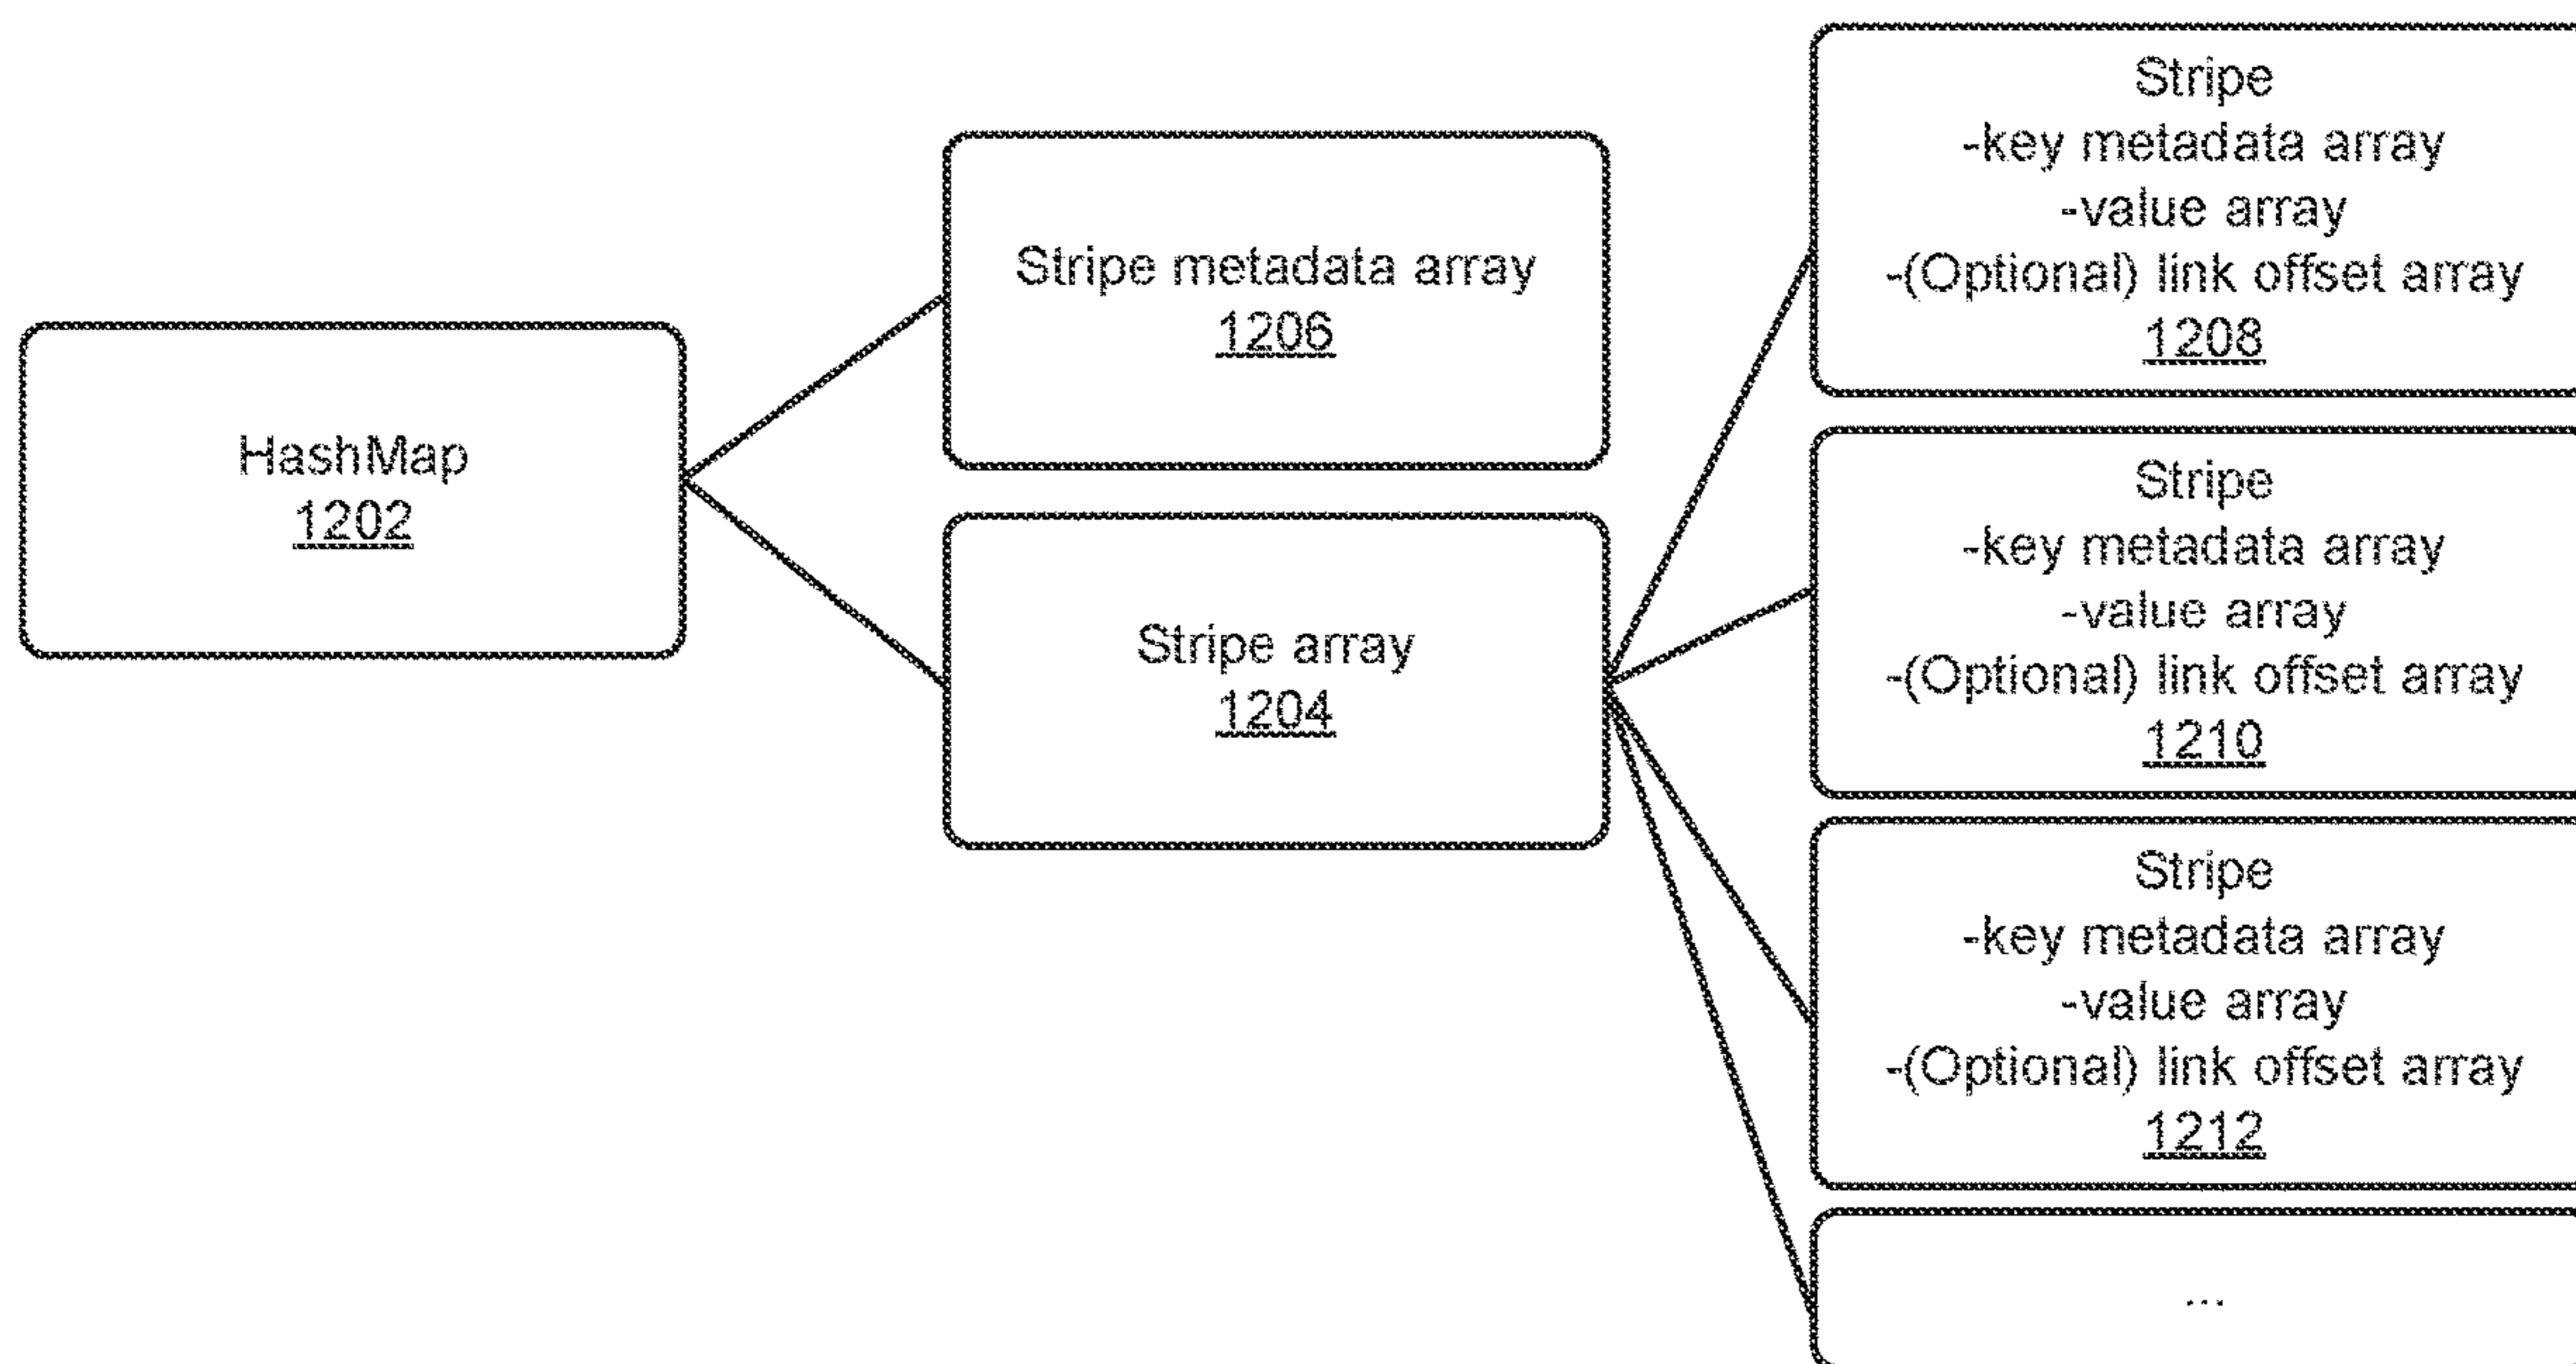 HashMap
1202
Stripe metadata array
1206
Stripe array
1204
Stripe
-key metadata array
-value array
-(Optional) link offset array
1208
Stripe
-key metadata array
-value array
-(Optional) link offset array
1210
Stripe
-key metadata array
-value array
-(Optional) link offset array
1212
...